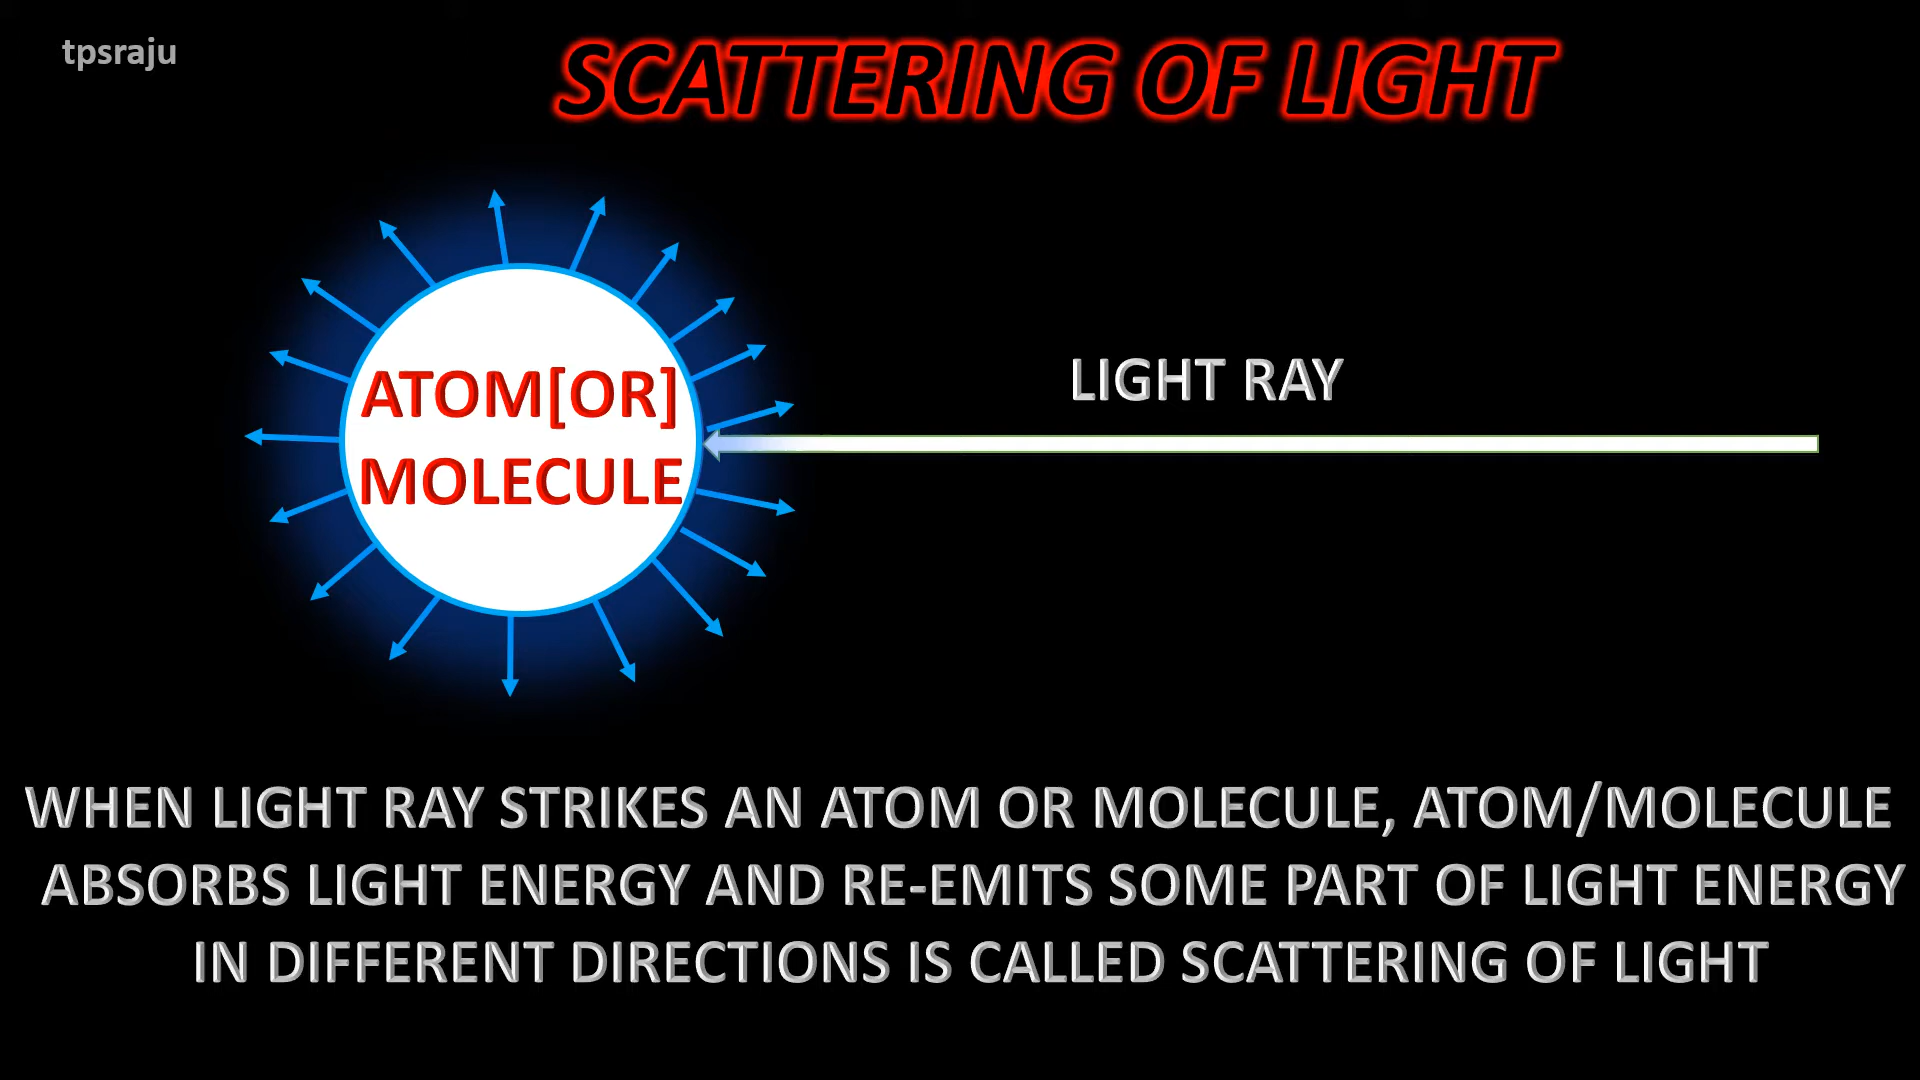 tpsraju
SCATTERING OF LIGHT
ATOM[OR]
MOLECULE
LIGHT RAY
WHEN LIGHT RAY STRIKES AN ATOM OR MOLECULE, ATOM/MOLECULE
ABSORBS LIGHT ENERGY AND RE-EMITS SOME PART OF LIGHT ENERGY
IN DIFFERENT DIRECTIONS IS CALLED SCATTERING OF LIGHT